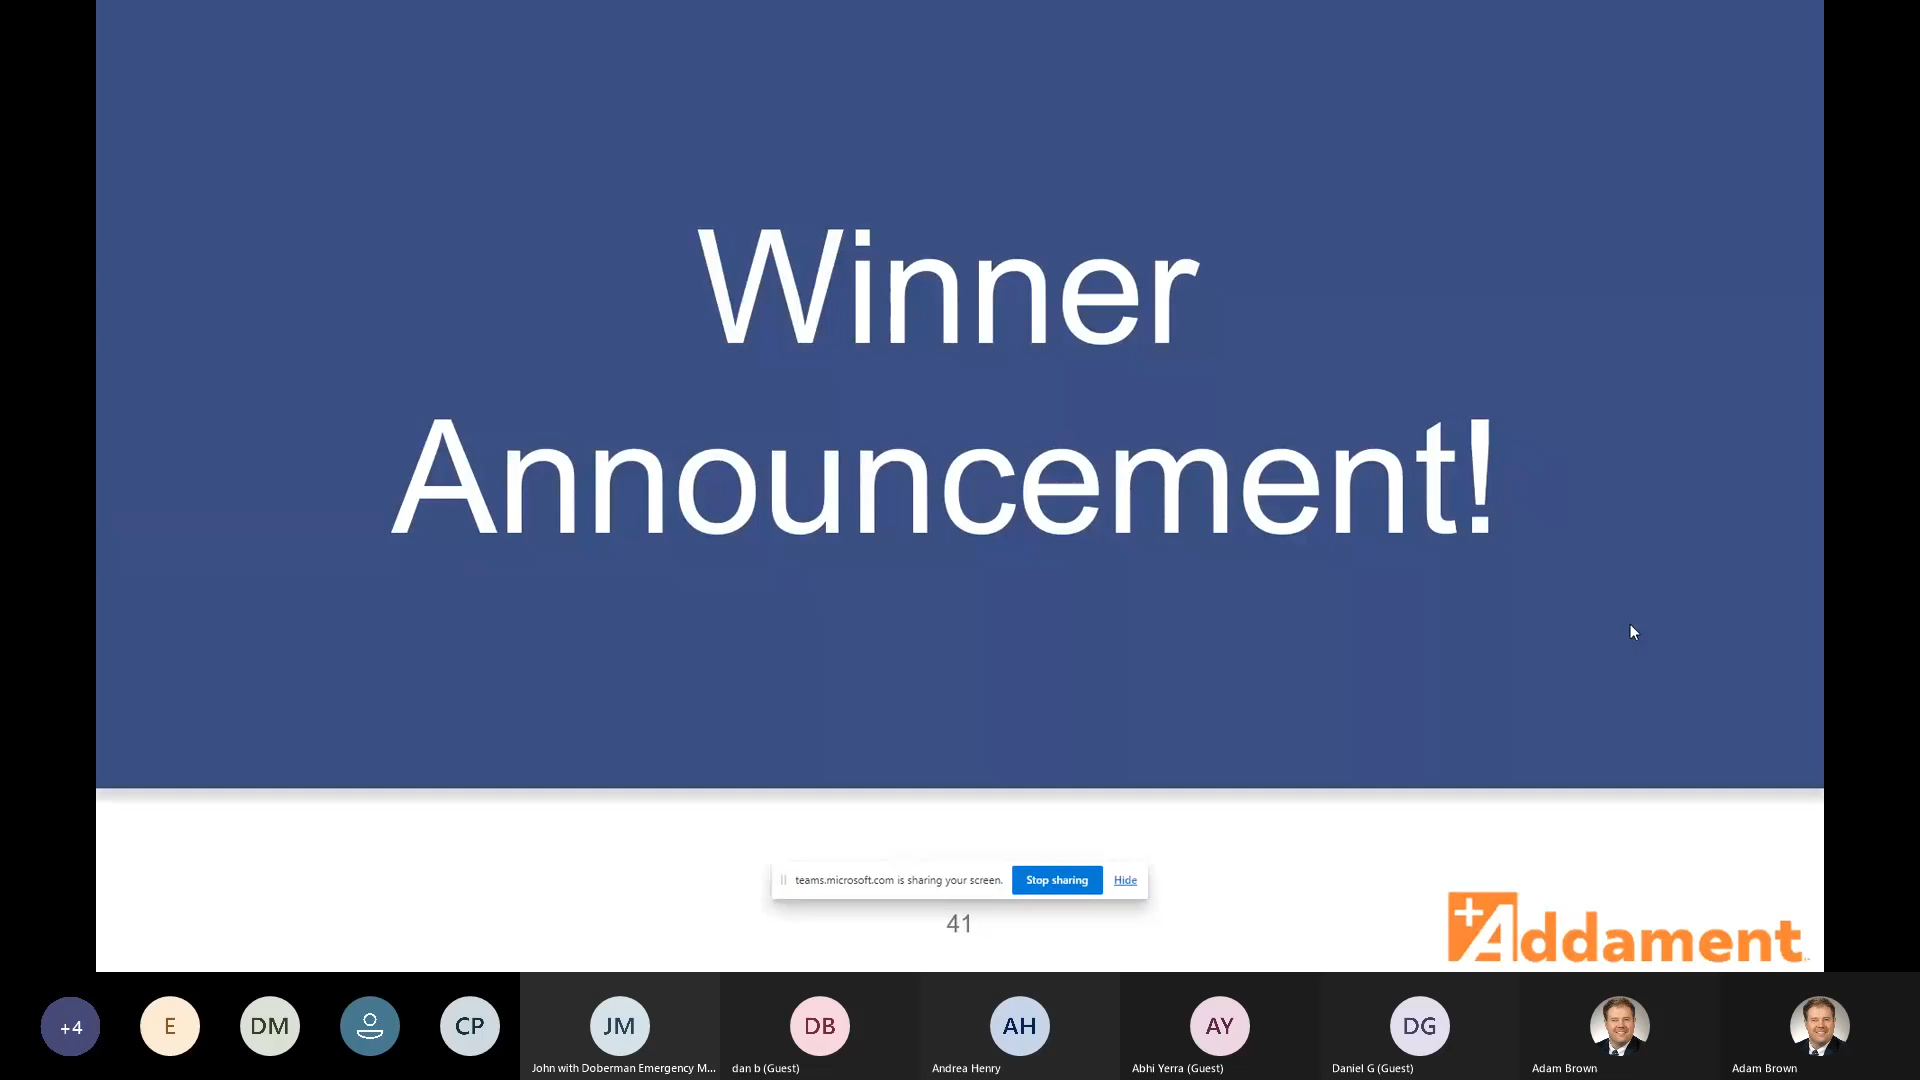 Winner
Announcement!
teams.microsoft.com is sharing your screen. Stop sharing Hide
41
+Addament
+4 E DM CP JM DB AH AY DG
John with Doberman Emergency M... dan b (Guest) Andrea Henry Abhi Yerra (Guest) Daniel G (Guest) Adam Brown Adam Brown